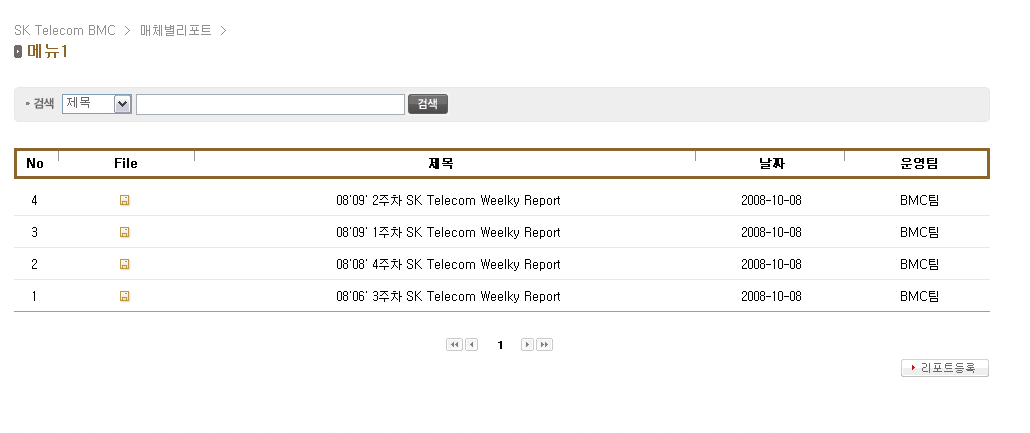 SK Telecom BMC > 매체별리포트 >
메뉴1
검색 제목 검색
No File 제목 날짜 운영팀
4 08'09' 2주차 SK Telecom Weelky Report 2008-10-08 BMC팀
3 08'09' 1주차 SK Telecom Weelky Report 2008-10-08 BMC팀
2 08'08' 4주차 SK Telecom Weelky Report 2008-10-08 BMC팀
1 08'06' 3주차 SK Telecom Weelky Report 2008-10-08 BMC팀
1
리포트등록